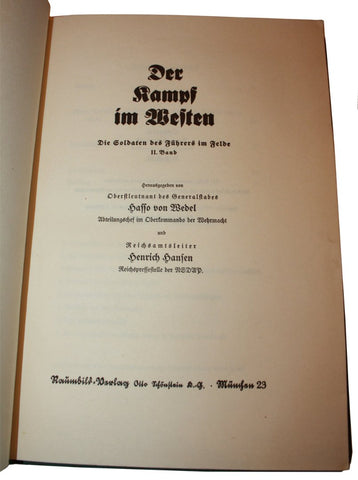 Der
Kampf
im Westen
Die Soldaten des Führers im Felde
II. Band
Herausgegeben von
Oberstleutnant des Generalstabes
Hasso von Wedel
Abteilungschef im Oberkommando der Wehrmacht
und
Reichsamtsleiter
Henrich Hansen
Reichspressestelle der NSDAP.
Raumbild-Verlag Otto Schönstein K.-G. · München 23